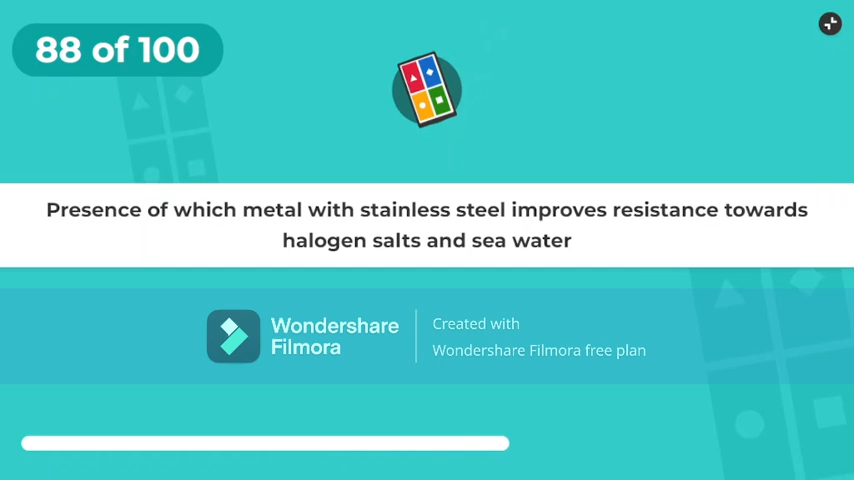 88 of 100
Presence of which metal with stainless steel improves resistance towards
halogen salts and sea water
Wondershare
Filmora
Created with
Wondershare Filmora free plan